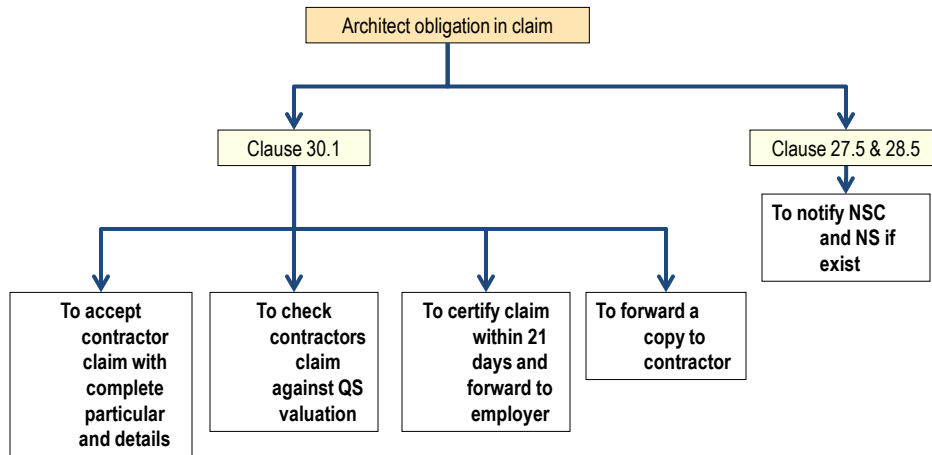 Architect obligation in claim
Clause 30.1
Clause 27.5 & 28.5
To notify NSC
and NS if
exist
To accept
contractor
claim with
complete
particular
and details
To check
contractors
claim
against QS
valuation
To certify claim
within 21
days and
forward to
employer
To forward a
copy to
contractor